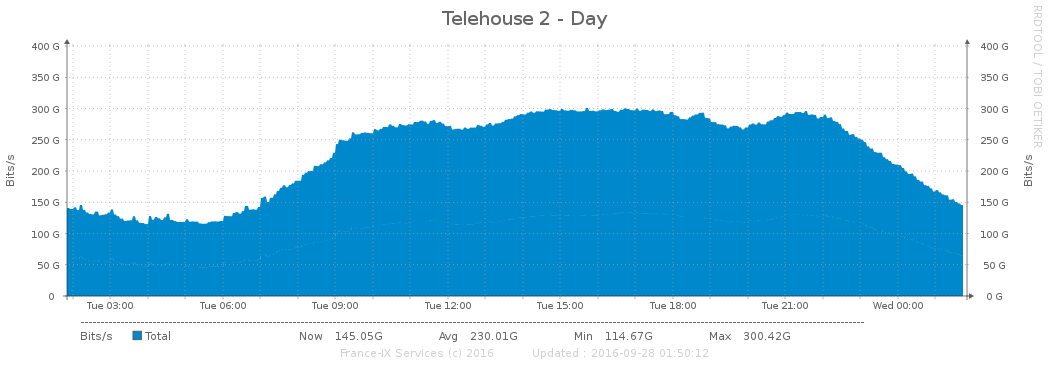 Telehouse 2 - Day
RRDTOOL / TOBI OETIKER
Bits/s
400 G
350 G
300 G
250 G
200 G
150 G
100 G
50 G
0
400 G
350 G
300 G
250 G
200 G
150 G
100 G
50 G
0 G
Bits/s
Tue 03:00 Tue 06:00 Tue 09:00 Tue 12:00 Tue 15:00 Tue 18:00 Tue 21:00 Wed 00:00
Bits/s Total Now 145.05G Avg 230.01G Min 114.67G Max 300.42G
France-IX Services (c) 2016 Updated : 2016-09-28 01:50:12